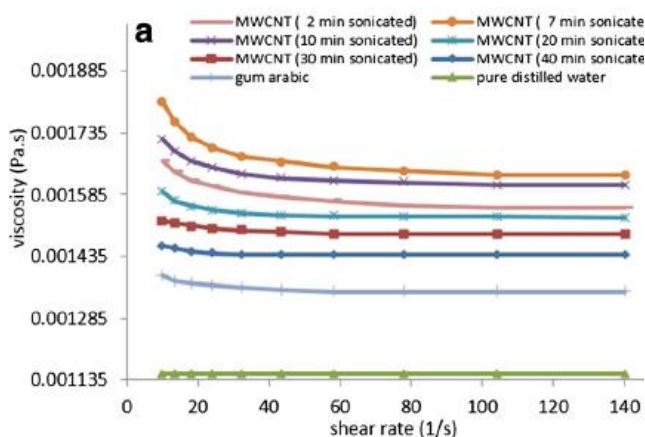 a
MWCNT ( 2 min sonicated) MWCNT ( 7 min sonicate
MWCNT (10 min sonicated) MWCNT (20 min sonicate
MWCNT (30 min sonicated) MWCNT (40 min sonicate
gum arabic pure distilled water
0.001885
0.001735
0.001585
0.001435
0.001285
0.001135
viscosity (Pa.s)
0 20 40 60 80 100 120 140
shear rate (1/s)